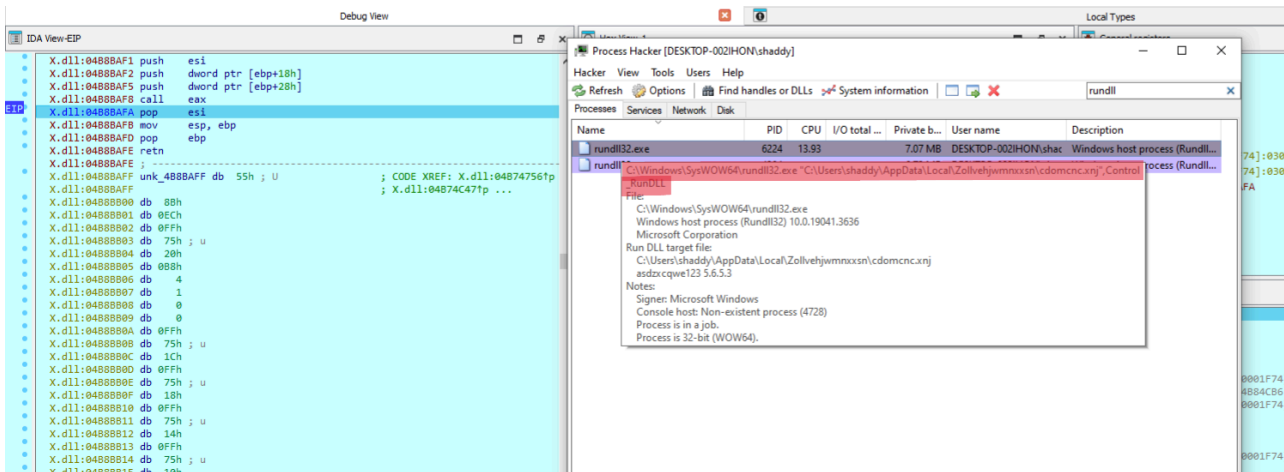 Debug View
Local Types
IDA View-EIP
X.dll:04B8BAF1 push esi
X.dll:04B8BAF2 push dword ptr [ebp+18h]
X.dll:04B8BAF5 push dword ptr [ebp+28h]
X.dll:04B8BAF8 call eax
EIP X.dll:04B8BAFA pop esi
X.dll:04B8BAFB mov esp, ebp
X.dll:04B8BAFD pop ebp
X.dll:04B8BAFE retn
X.dll:04B8BAFE ; ---------------------------------------------------------
X.dll:04B8BAFF unk_4B8BAFF db 55h ; U ; CODE XREF: X.dll:04B74756↑p
X.dll:04B8BAFF ; X.dll:04B74C47↑p ...
X.dll:04B8BB00 db 8Bh
X.dll:04B8BB01 db 0ECh
X.dll:04B8BB02 db 0FFh
X.dll:04B8BB03 db 75h ; u
X.dll:04B8BB04 db 20h
X.dll:04B8BB05 db 0B8h
X.dll:04B8BB06 db 4
X.dll:04B8BB07 db 1
X.dll:04B8BB08 db 0
X.dll:04B8BB09 db 0
X.dll:04B8BB0A db 0FFh
X.dll:04B8BB0B db 75h ; u
X.dll:04B8BB0C db 1Ch
X.dll:04B8BB0D db 0FFh
X.dll:04B8BB0E db 75h ; u
X.dll:04B8BB0F db 18h
X.dll:04B8BB10 db 0FFh
X.dll:04B8BB11 db 75h ; u
X.dll:04B8BB12 db 14h
X.dll:04B8BB13 db 0FFh
X.dll:04B8BB14 db 75h ; u
Process Hacker [DESKTOP-002IHON\shaddy]
Hacker View Tools Users Help
Refresh Options Find handles or DLLs System information rundll
Processes Services Network Disk
Name PID CPU I/O total ... Private b... User name Description
rundll32.exe 6224 13.93 7.07 MB DESKTOP-002IHON\shac Windows host process (Rundll...
rocess (Rundll...
C:\Windows\SysWOW64\rundll32.exe "C:\Users\shaddy\AppData\Local\Zollvehjwmnxxsn\cdomcnc.xnj",Control
_RunDLL
File:
C:\Windows\SysWOW64\rundll32.exe
Windows host process (Rundll32) 10.0.19041.3636
Microsoft Corporation
Run DLL target file:
C:\Users\shaddy\AppData\Local\Zollvehjwmnxxsn\cdomcnc.xnj
asdzxcqwe123 5.6.5.3
Notes:
Signer: Microsoft Windows
Console host: Non-existent process (4728)
Process is in a job.
Process is 32-bit (WOW64).
74]:030
74]:030
FA
0001F74
4B84CB6
0001F74
0001F74